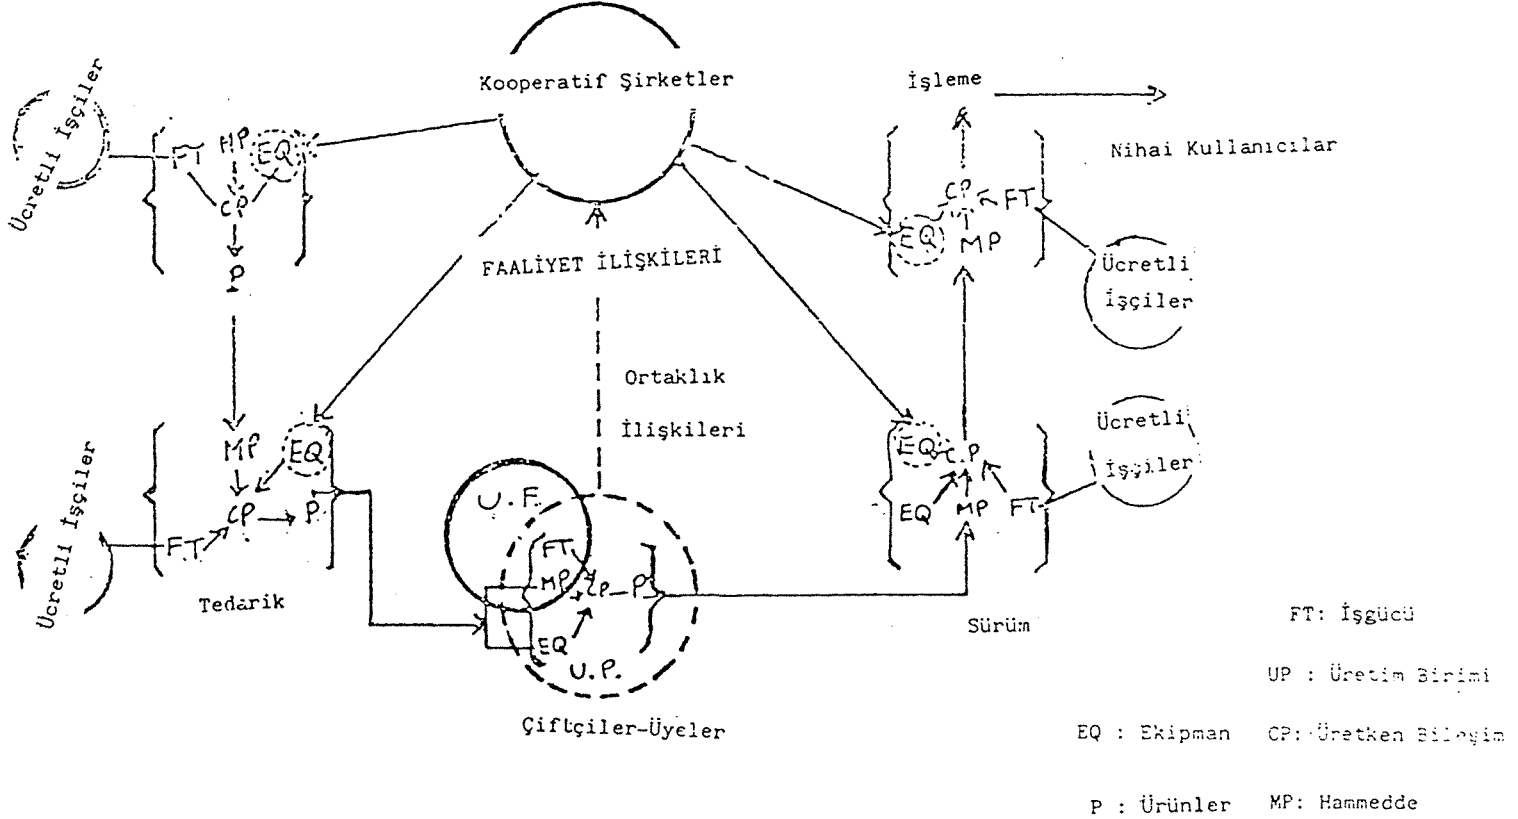 Kooperatif Şirketler
İşleme
Nihai Kullanıcılar
Ücretli İşçiler
FT MP EQ
CP
P
CP
FT
EQ MP
Ücretli
İşçiler
FAALİYET İLİŞKİLERİ
Ortaklık
İlişkileri
MP EQ
CP P
F.T
Ücretli İşçiler
Tedarik
Ücretli
İşçiler
EQ C.P
EQ MP FT
Sürüm
U.F.
FT
MP CP P
EQ
U.P.
Çiftçiler-Üyeler
FT: İşgücü
UP : Üretim Birimi
EQ : Ekipman CP: Üretken Bileşim
P : Ürünler MP: Hammedde